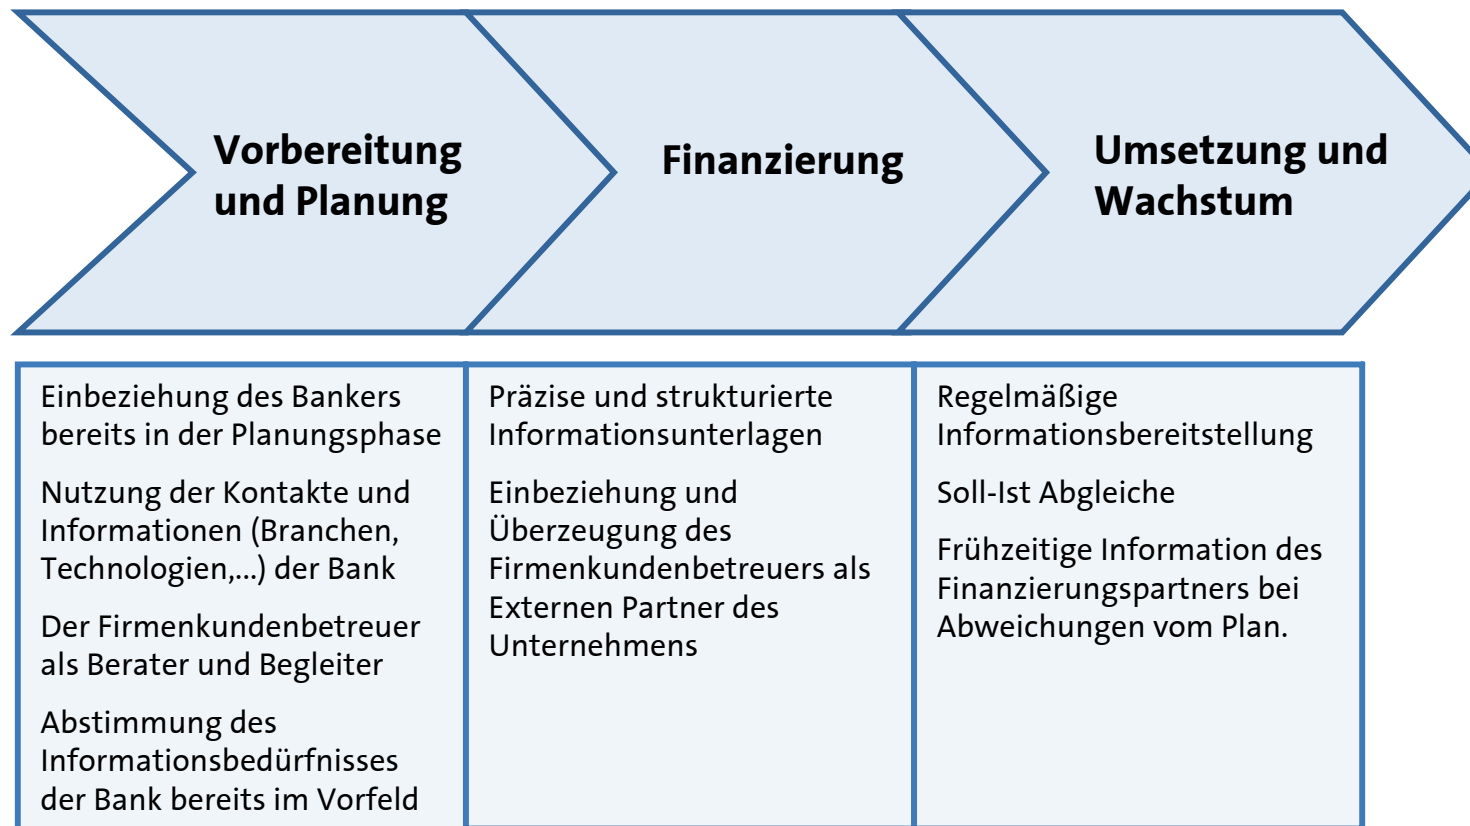 Vorbereitung
und Planung
Finanzierung
Umsetzung und
Wachstum
Einbeziehung des Bankers
bereits in der Planungsphase
Nutzung der Kontakte und
Informationen (Branchen,
Technologien,...) der Bank
Der Firmenkundenbetreuer
als Berater und Begleiter
Abstimmung des
Informationsbedürfnisses
der Bank bereits im Vorfeld
Präzise und strukturierte
Informationsunterlagen
Einbeziehung und
Überzeugung des
Firmenkundenbetreuers als
Externen Partner des
Unternehmens
Regelmäßige
Informationsbereitstellung
Soll-Ist Abgleiche
Frühzeitige Information des
Finanzierungspartners bei
Abweichungen vom Plan.